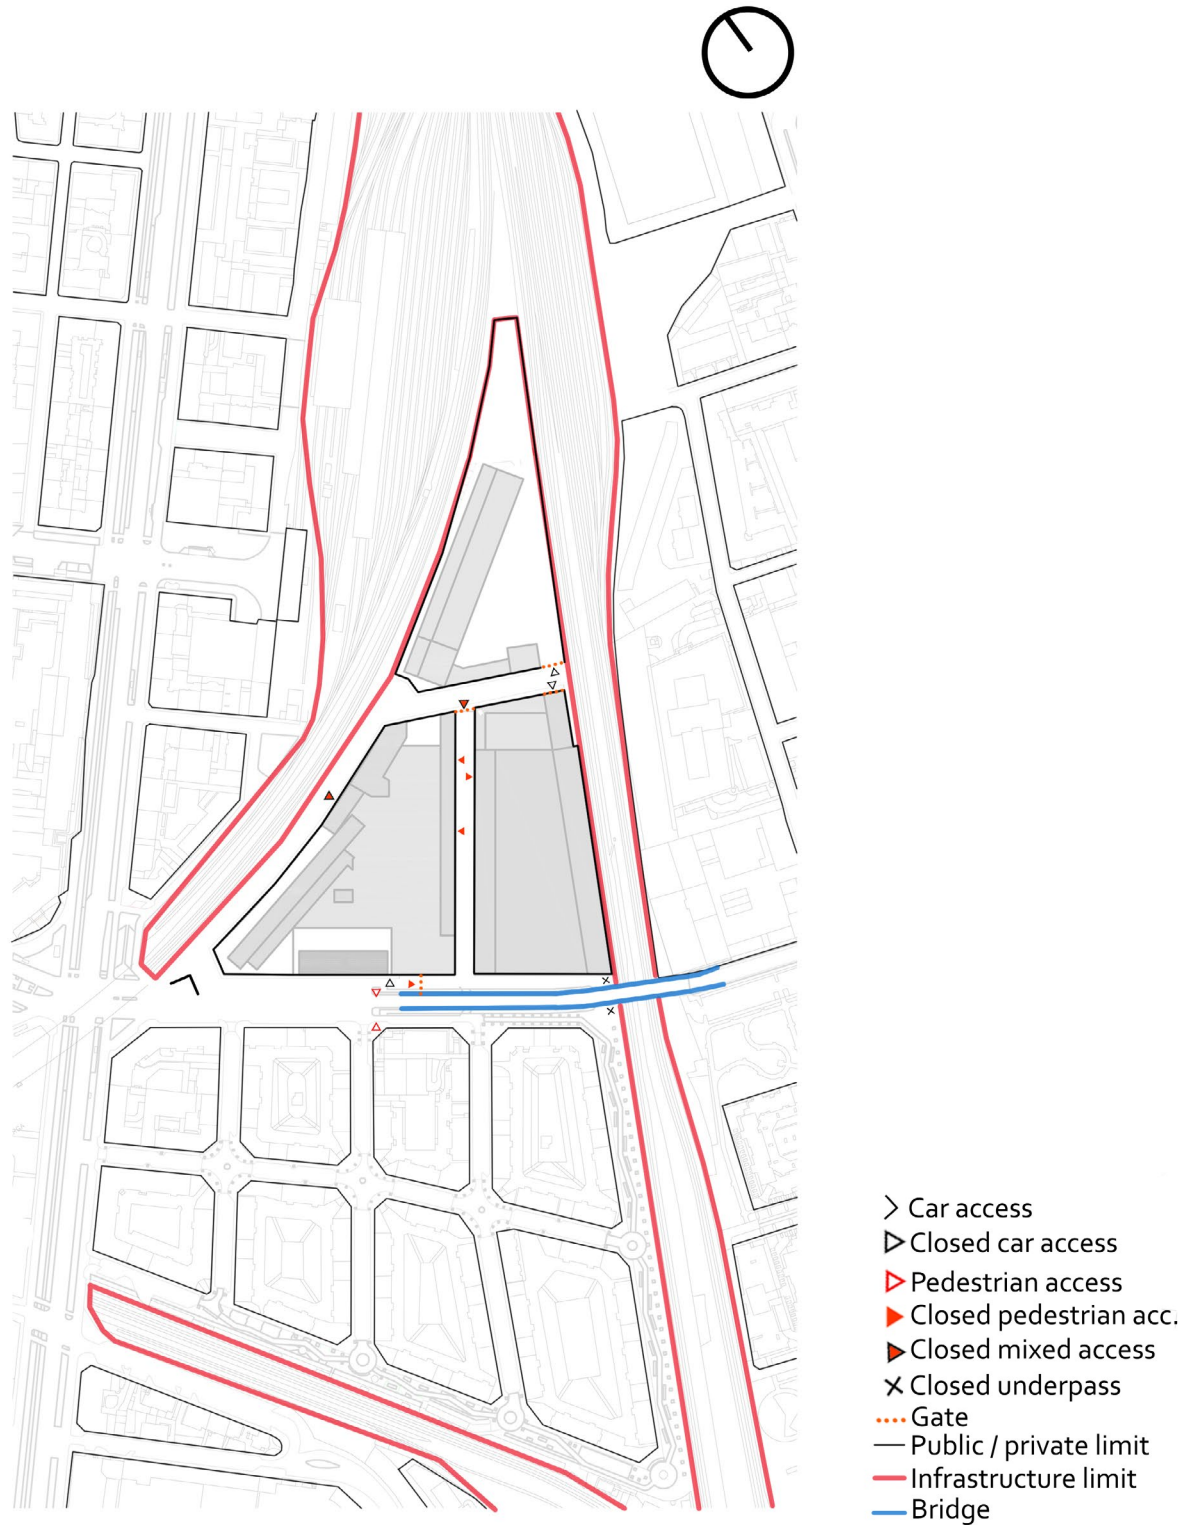 Car access
Closed car access
Pedestrian access
Closed pedestrian acc.
Closed mixed access
Closed underpass
Gate
Public / private limit
Infrastructure limit
Bridge